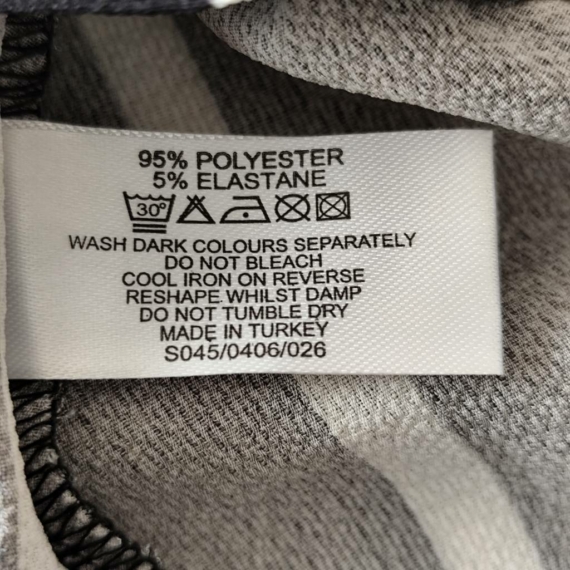 95% POLYESTER
5% ELASTANE
30°
WASH DARK COLOURS SEPARATELY
DO NOT BLEACH
COOL IRON ON REVERSE
RESHAPE WHILST DAMP
DO NOT TUMBLE DRY
MADE IN TURKEY
S045/0406/026